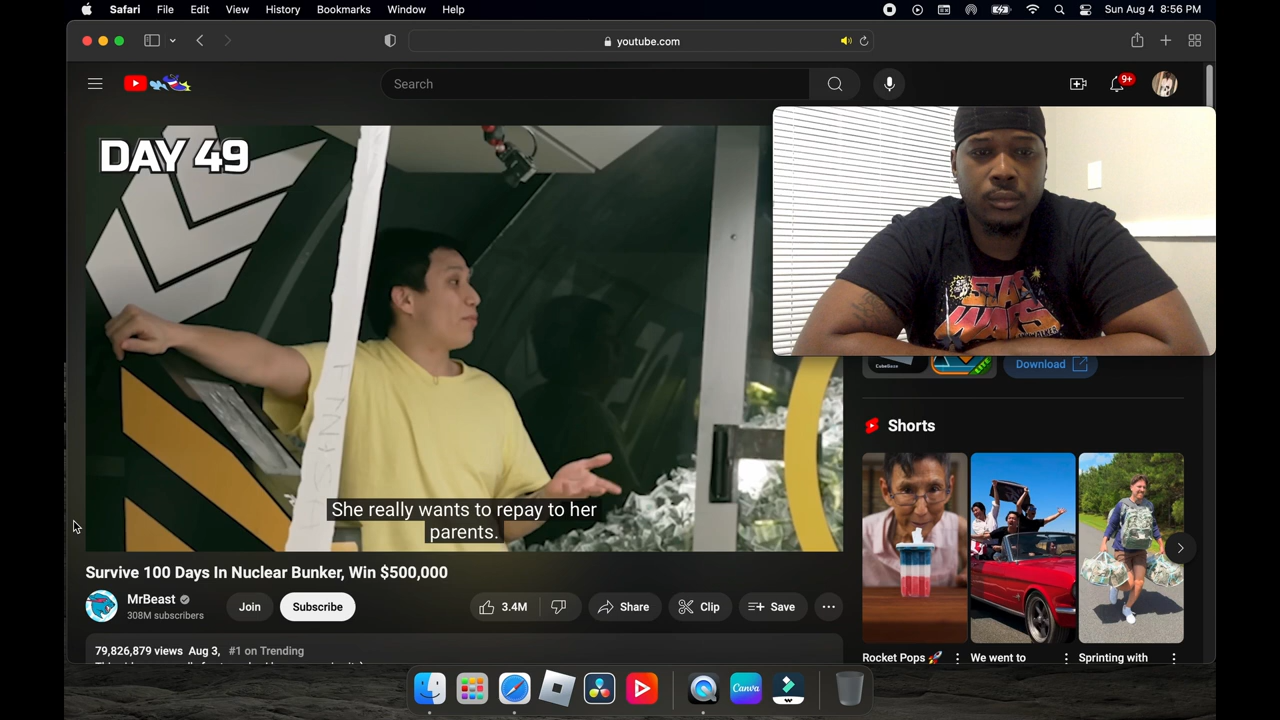 Safari File Edit View History Bookmarks Window Help
Sun Aug 4 8:56 PM
youtube.com
Search
9+
DAY 49
STAR
WARS
She really wants to repay to her
parents.
Download
Shorts
Survive 100 Days In Nuclear Bunker, Win $500,000
MrBeast
308M subscribers
Join
Subscribe
3.4M
Share
Clip
Save
79,826,879 views Aug 3, #1 on Trending
Rocket Pops 🚀
We went to
Sprinting with
Canva